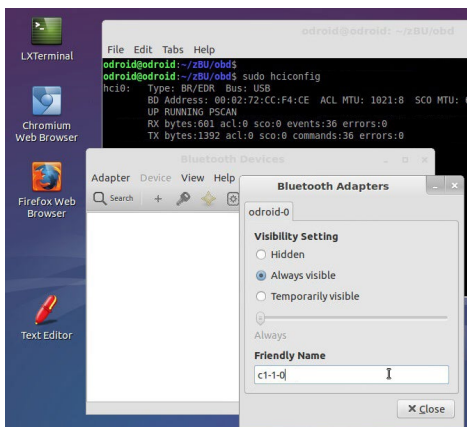 odroid@odroid: ~/zBU/obd
LXTerminal
File Edit Tabs Help
odroid@odroid:~/zBU/obd$
odroid@odroid:~/zBU/obd$ sudo hciconfig
hci0: Type: BR/EDR Bus: USB
BD Address: 00:02:72:CC:F4:CE ACL MTU: 1021:8 SCO MTU:
UP RUNNING PSCAN
RX bytes:601 acl:0 sco:0 events:36 errors:0
TX bytes:1392 acl:0 sco:0 commands:36 errors:0
Chromium
Web Browser
Bluetooth Devices
Adapter Device View Help
Search
Firefox Web
Browser
Bluetooth Adapters
odroid-0
Visibility Setting
Hidden
Always visible
Temporarily visible
Always
Friendly Name
c1-1-0
Close
Text Editor